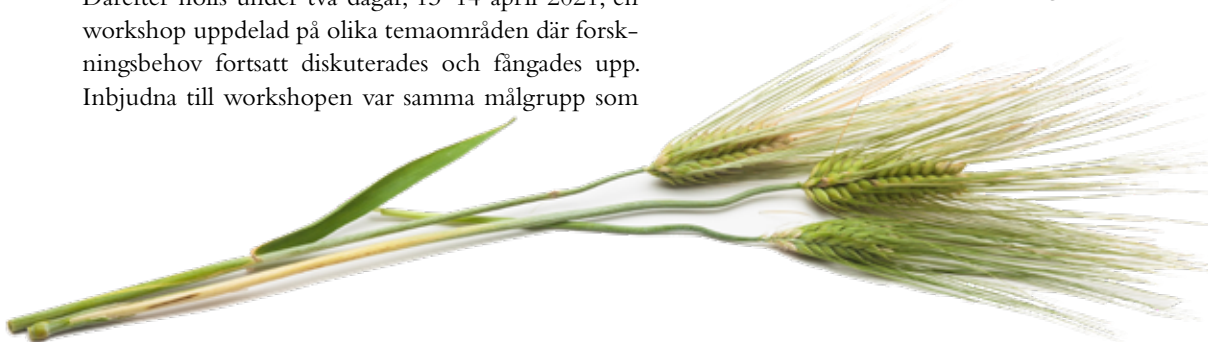 Därefter hölls under två dagar, 13–14 april 2021, en
workshop uppdelad på olika temaområden där forsk-
ningsbehov fortsatt diskuterades och fångades upp.
Inbjudna till workshopen var samma målgrupp som